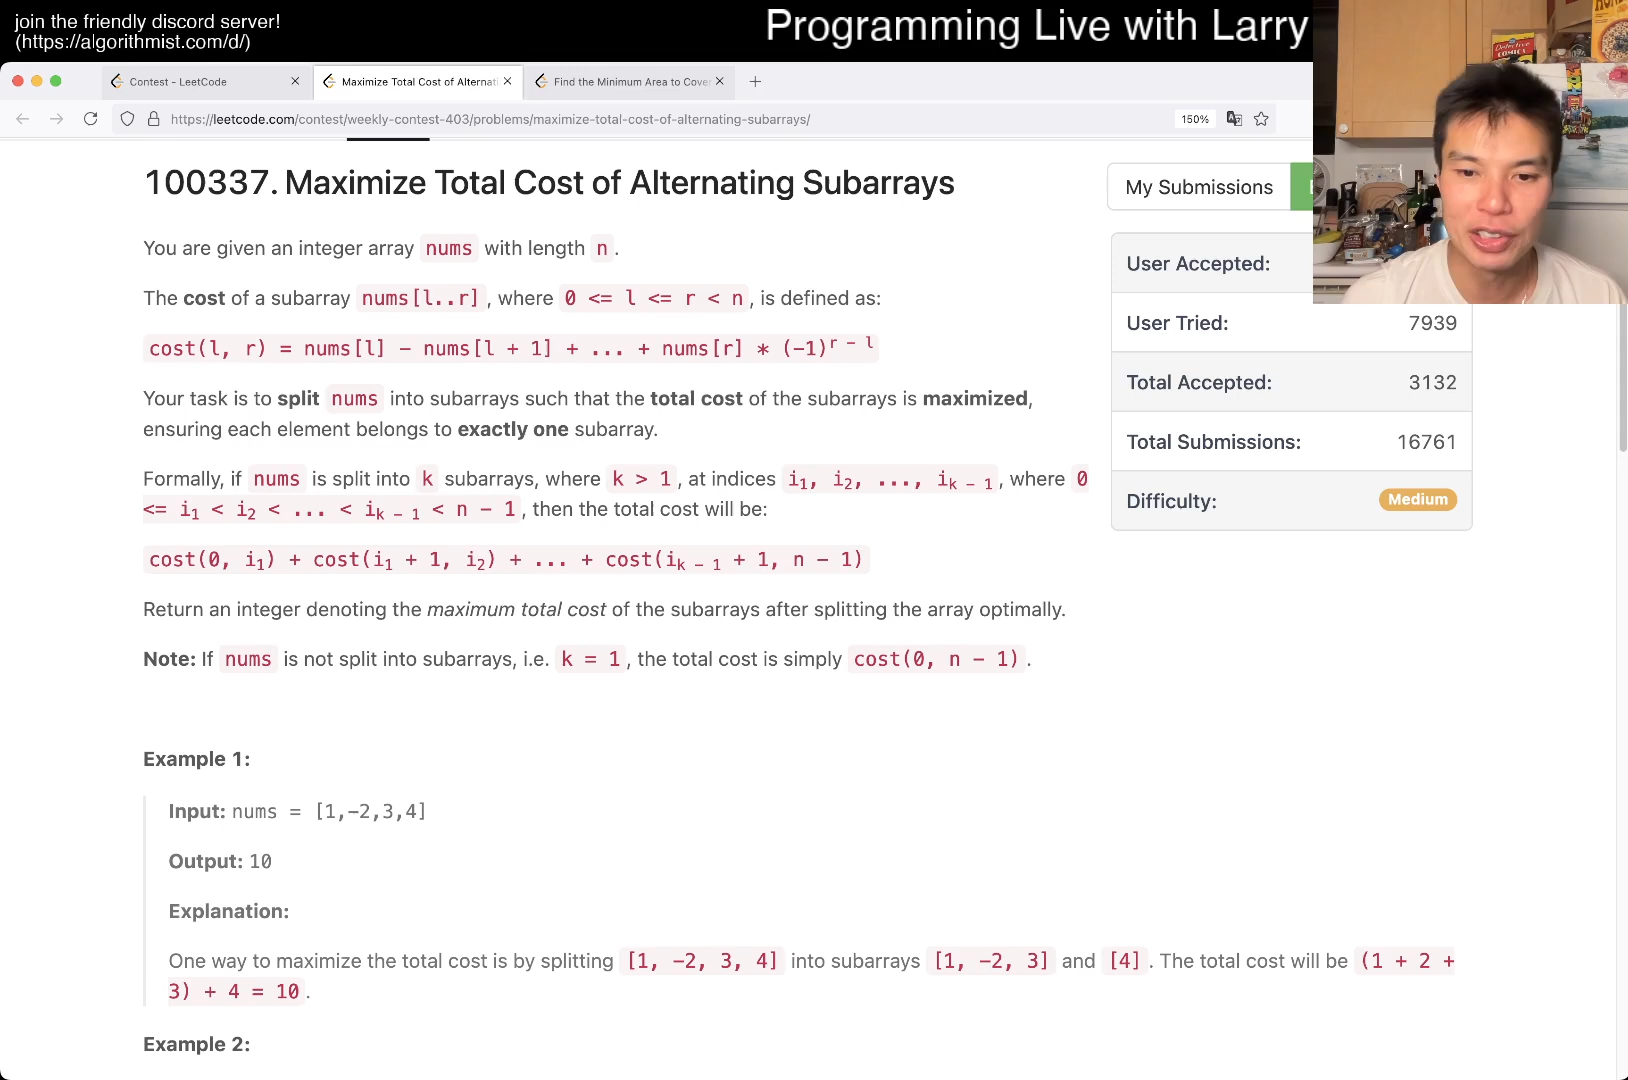 join the friendly discord server!
(https://algorithmist.com/d/)
Programming Live with Larry
Contest - LeetCode
Maximize Total Cost of Alternati
Find the Minimum Area to Cover
https://leetcode.com/contest/weekly-contest-403/problems/maximize-total-cost-of-alternating-subarrays/
150%
100337. Maximize Total Cost of Alternating Subarrays
My Submissions
You are given an integer array nums with length n.
The cost of a subarray nums[l..r], where 0 <= l <= r < n, is defined as:
cost(l, r) = nums[l] - nums[l + 1] + ... + nums[r] * (−1)^r − l
Your task is to split nums into subarrays such that the total cost of the subarrays is maximized,
ensuring each element belongs to exactly one subarray.
Formally, if nums is split into k subarrays, where k > 1, at indices i₁, i₂, ..., iₖ₋₁, where 0
<= i₁ < i₂ < ... < iₖ₋₁ < n - 1, then the total cost will be:
cost(0, i₁) + cost(i₁ + 1, i₂) + ... + cost(iₖ₋₁ + 1, n − 1)
Return an integer denoting the maximum total cost of the subarrays after splitting the array optimally.
Note: If nums is not split into subarrays, i.e. k = 1, the total cost is simply cost(0, n - 1).
User Accepted:
User Tried: 7939
Total Accepted: 3132
Total Submissions: 16761
Difficulty: Medium
Example 1:
Input: nums = [1,-2,3,4]
Output: 10
Explanation:
One way to maximize the total cost is by splitting [1, -2, 3, 4] into subarrays [1, -2, 3] and [4]. The total cost will be (1 + 2 +
3) + 4 = 10.
Example 2: